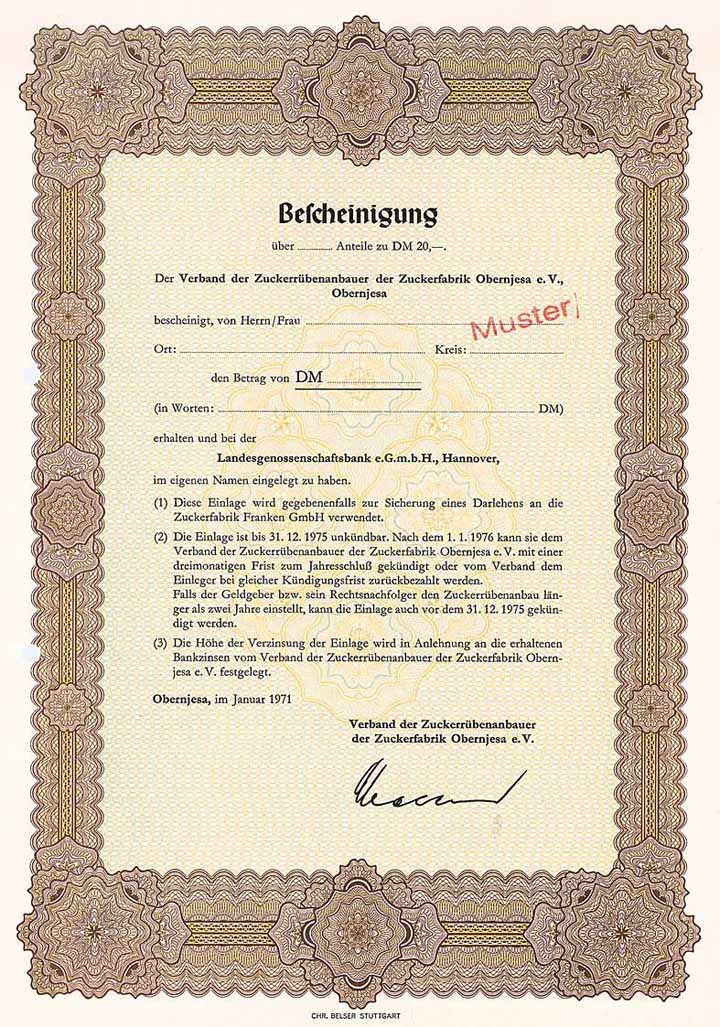 Bescheinigung
über ............ Anteile zu DM 20,—.
Der Verband der Zuckerrübenanbauer der Zuckerfabrik Obernjesa e. V.,
Obernjesa
Muster
bescheinigt, von Herrn/Frau
Ort: Kreis:
den Betrag von DM
(in Worten: DM)
erhalten und bei der
Landesgenossenschaftsbank e.G.m.b.H., Hannover,
im eigenen Namen eingelegt zu haben.
(1) Diese Einlage wird gegebenenfalls zur Sicherung eines Darlehens an die
Zuckerfabrik Franken GmbH verwendet.
(2) Die Einlage ist bis 31. 12. 1975 unkündbar. Nach dem 1. 1. 1976 kann sie dem
Verband der Zuckerrübenanbauer der Zuckerfabrik Obernjesa e. V. mit einer
dreimonatigen Frist zum Jahresschluß gekündigt oder vom Verband dem
Einleger bei gleicher Kündigungsfrist zurückbezahlt werden.
Falls der Geldgeber bzw. sein Rechtsnachfolger den Zuckerrübenanbau län-
ger als zwei Jahre einstellt, kann die Einlage auch vor dem 31. 12. 1975 gekün-
digt werden.
(3) Die Höhe der Verzinsung der Einlage wird in Anlehnung an die erhaltenen
Bankzinsen vom Verband der Zuckerrübenanbauer der Zuckerfabrik Obern-
jesa e. V. festgelegt.
Obernjesa, im Januar 1971
Verband der Zuckerrübenanbauer
der Zuckerfabrik Obernjesa e. V.
CHR. BELSER STUTTGART